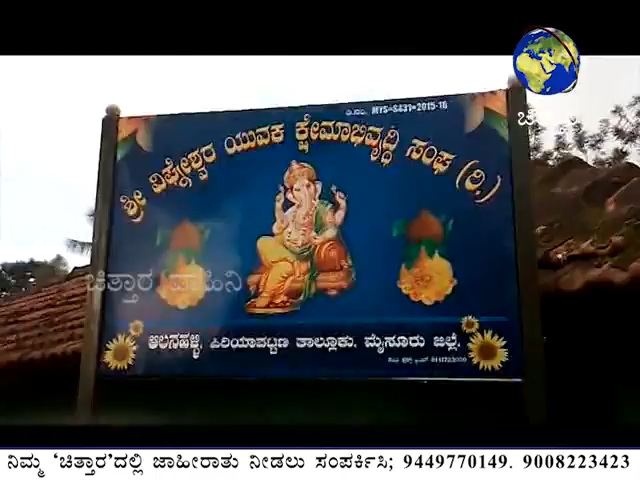 ನಿ.ನಂ. MYS-S431-2015-16
ಶ್ರೀ ವಿಘ್ನೇಶ್ವರ ಯುವಕ ಕ್ಷೇಮಾಭಿವೃದ್ಧಿ ಸಂಘ (ರಿ.)
ಚಿತ್ತಾರ ವಾಹಿನಿ
ಆಲನಹಳ್ಳಿ, ಪಿರಿಯಾಪಟ್ಟಣ ತಾಲ್ಲೂಕು. ಮೈಸೂರು ಜಿಲ್ಲೆ.
ನಿಮ್ಮ 'ಚಿತ್ತಾರ'ದಲ್ಲಿ ಜಾಹೀರಾತು ನೀಡಲು ಸಂಪರ್ಕಿಸಿ; 9449770149. 9008223423